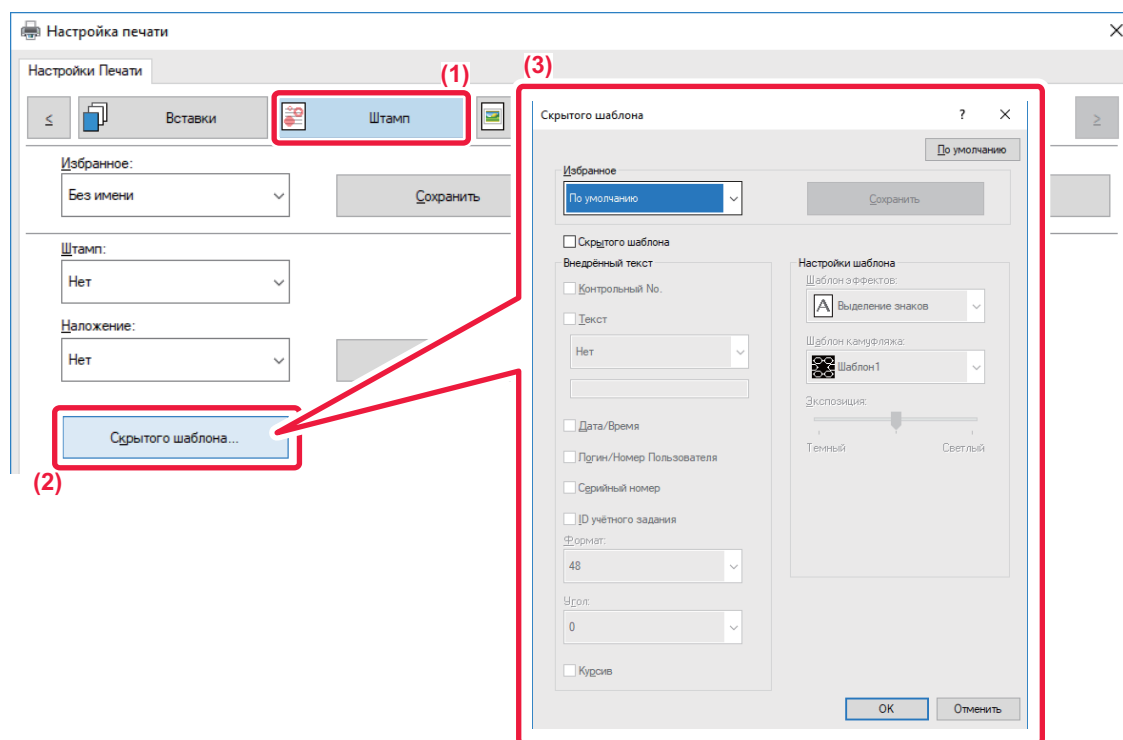 Настройка печати
Настройки Печати
(1)
(3)
<
Вставки
Штамп
>
Избранное:
Без имени
Сохранить
Штамп:
Нет
Наложение:
Нет
Скрытого шаблона...
(2)
Скрытого шаблона
?
По умолчанию
Избранное
По умолчанию
Сохранить
Скрытого шаблона
Внедрённый текст
Контрольный No.
Текст
Нет
Дата/Время
Логин/Номер Пользователя
Серийный номер
ID учётного задания
Формат:
48
Угол:
0
Курсив
Настройки шаблона
Шаблон эффектов:
A Выделение знаков
Шаблон камуфляжа:
Шаблон1
Экспозиция:
Темный Светлый
OK Отменить